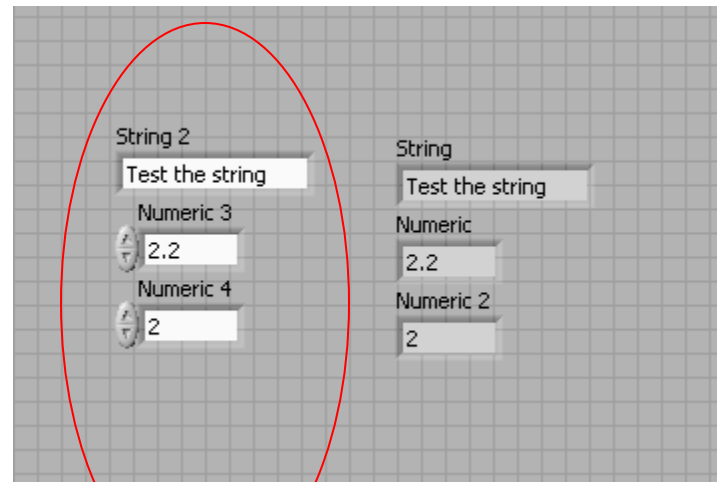 String 2
Test the string
Numeric 3
2.2
Numeric 4
2
String
Test the string
Numeric
2.2
Numeric 2
2